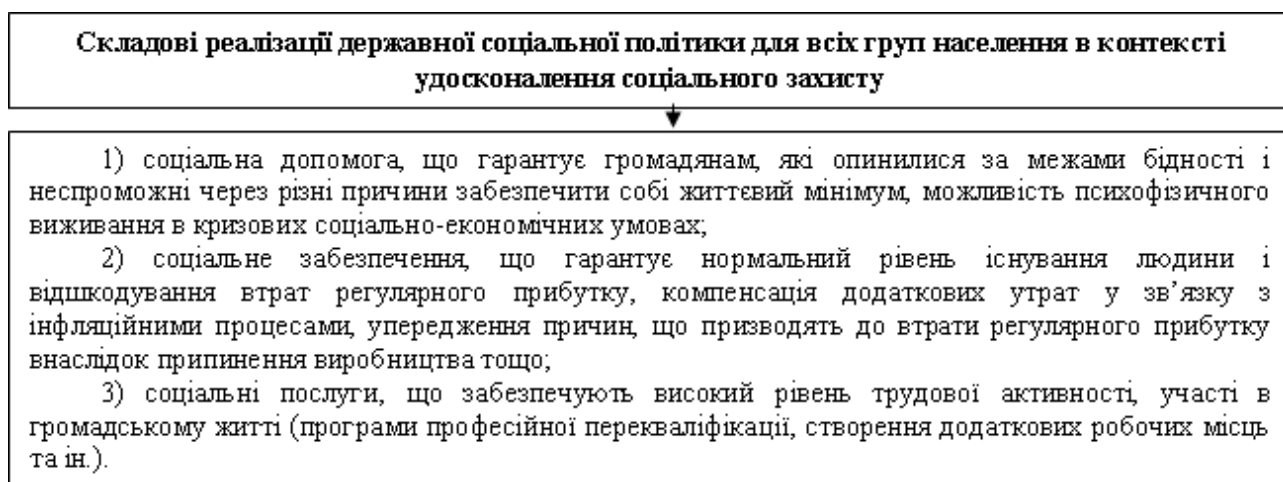 Складові реалізації державної соціальної політики для всіх груп населення в контексті
удосконалення соціального захисту
1) соціальна допомога, що гарантує громадянам, які опинилися за межами бідності і
неспроможні через різні причини забезпечити собі життєвий мінімум, можливість психофізичного
виживання в кризових соціально-економічних умовах;
2) соціальне забезпечення, що гарантує нормальний рівень існування людини і
відшкодування втрат регулярного прибутку, компенсація додаткових утрат у зв’язку з
інфляційними процесами, упередження причин, що призводять до втрати регулярного прибутку
внаслідок припинення виробництва тощо;
3) соціальні послуги, що забезпечують високий рівень трудової активності, участі в
громадському житті (програми професійної перекваліфікації, створення додаткових робочих місць
та ін.).